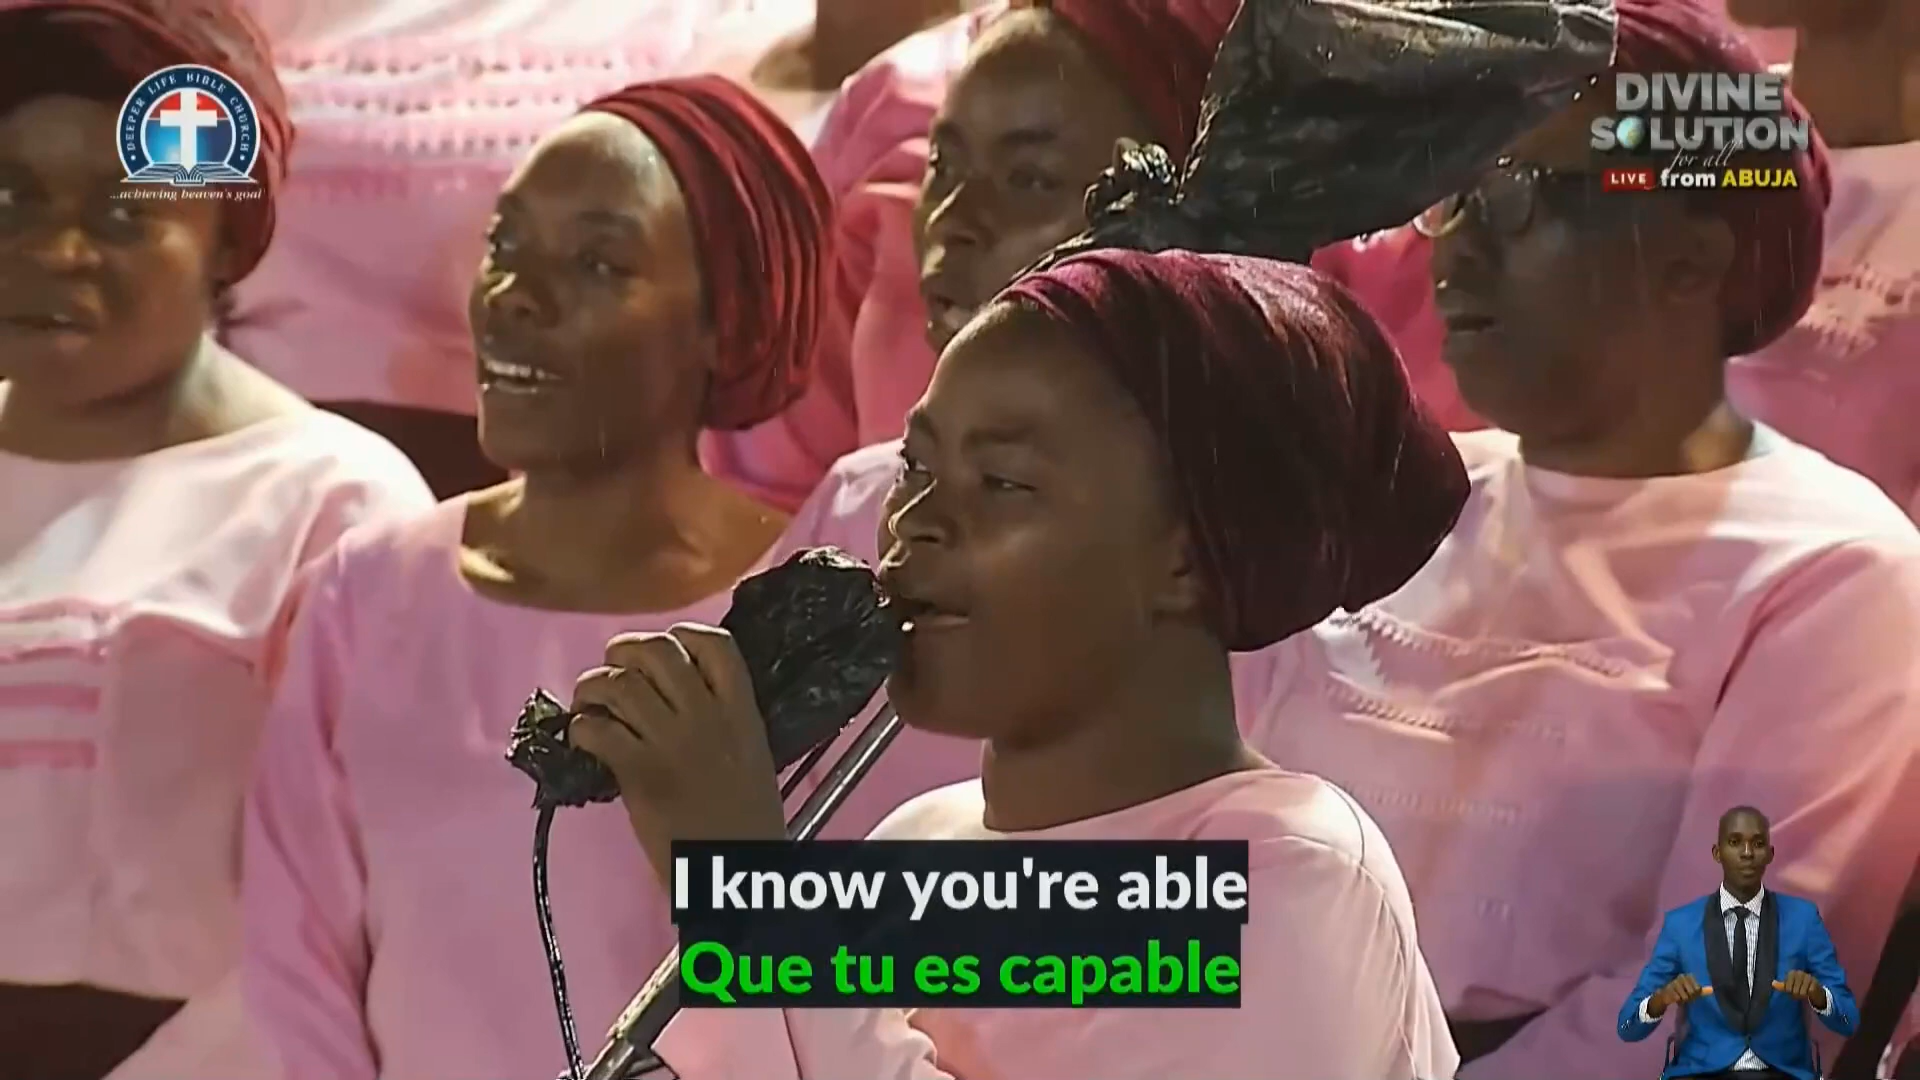 DEEPER LIFE BIBLE CHURCH
...achieving heaven's goal
DIVINE
SOLUTION
for all
LIVE from ABUJA
I know you're able
Que tu es capable